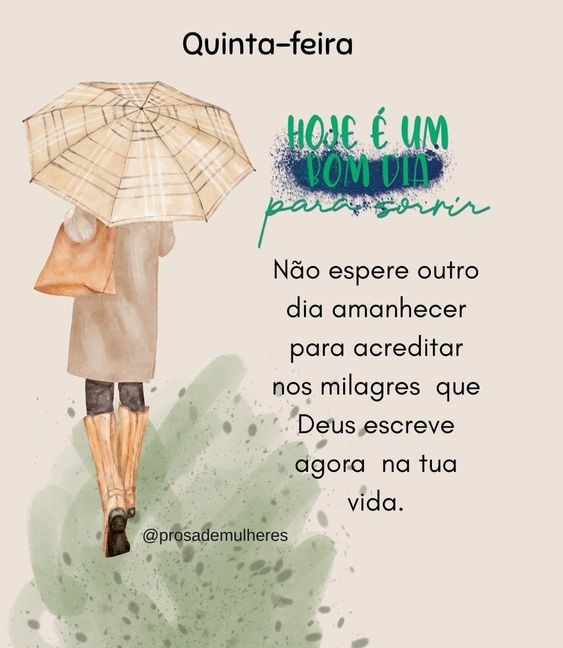 Quinta-feira
HOJE É UM
BOM DIA
para sorrir
Não espere outro
dia amanhecer
para acreditar
nos milagres que
Deus escreve
agora na tua
vida.
@prosademulheres